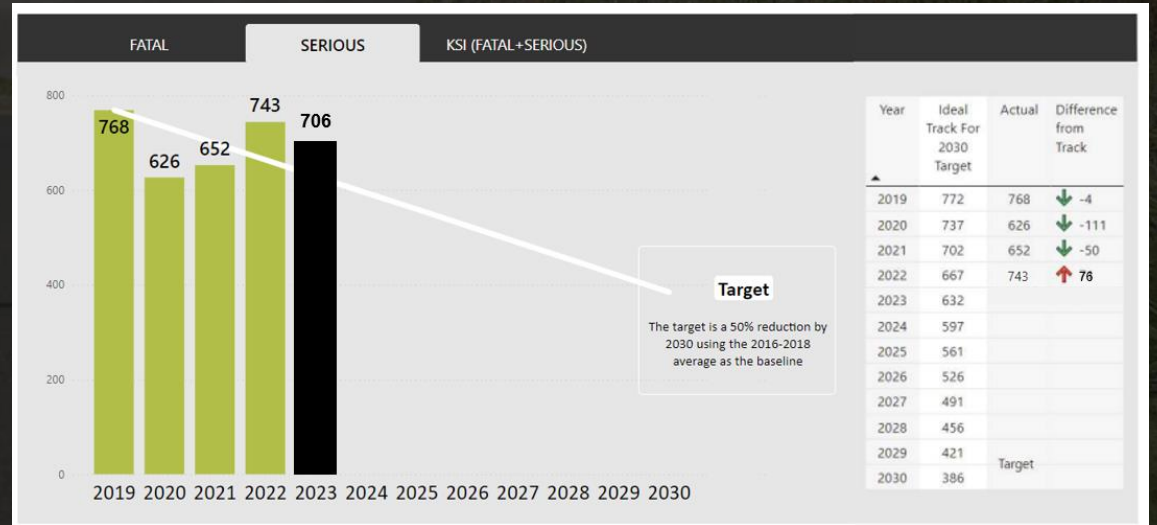 FATAL SERIOUS KSI (FATAL+SERIOUS)
800
600
400
200
0
768
626
652
743
706
2019 2020 2021 2022 2023 2024 2025 2026 2027 2028 2029 2030
Target
The target is a 50% reduction by
2030 using the 2016-2018
average as the baseline
Year Ideal Actual Difference
Track For from
2030 Track
Target
2019 772 768 -4
2020 737 626 -111
2021 702 652 -50
2022 667 743 76
2023 632
2024 597
2025 561
2026 526
2027 491
2028 456
2029 421
Target
2030 386